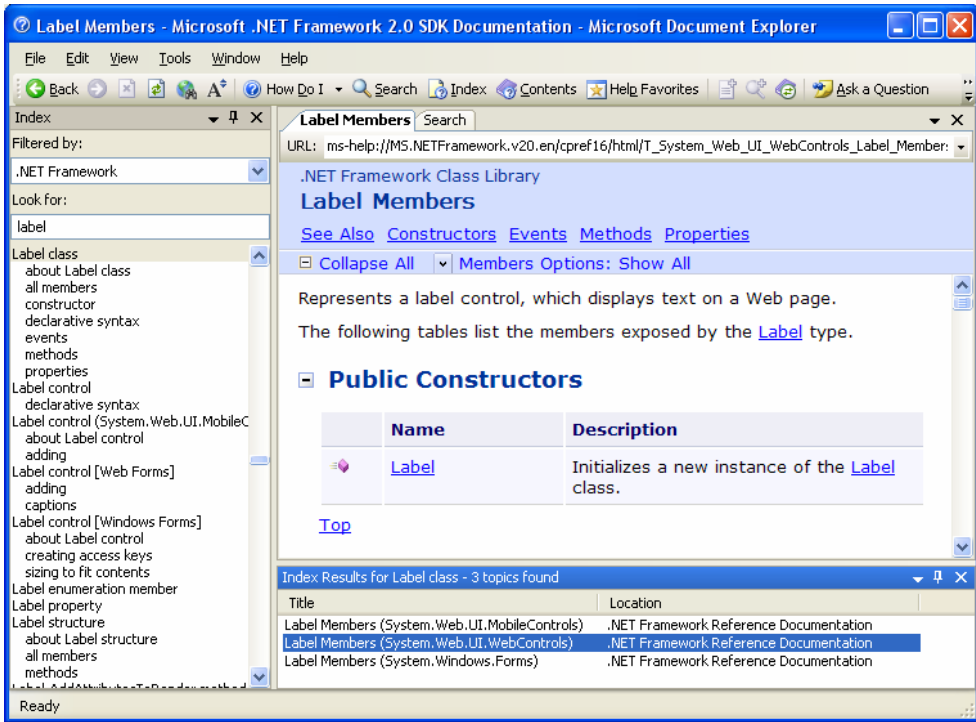 Label Members - Microsoft .NET Framework 2.0 SDK Documentation - Microsoft Document Explorer
File Edit View Tools Window Help
Back How Do I Search Index Contents Help Favorites Ask a Question
Index
Filtered by:
.NET Framework
Look for:
label
Label class
about Label class
all members
constructor
declarative syntax
events
methods
properties
Label control
declarative syntax
Label control (System.Web.UI.MobileC
about Label control
adding
Label control [Web Forms]
adding
captions
Label control [Windows Forms]
about Label control
creating access keys
sizing to fit contents
Label enumeration member
Label property
Label structure
about Label structure
all members
methods
Label.AddAttributesToRender method
Label Members Search
URL: ms-help://MS.NETFramework.v20.en/cpref16/html/T_System_Web_UI_WebControls_Label_Members
.NET Framework Class Library
Label Members
See Also Constructors Events Methods Properties
Collapse All Members Options: Show All
Represents a label control, which displays text on a Web page.
The following tables list the members exposed by the Label type.
Public Constructors
Name Description
Label Initializes a new instance of the Label
class.
Top
Index Results for Label class - 3 topics found
Title Location
Label Members (System.Web.UI.MobileControls) .NET Framework Reference Documentation
Label Members (System.Web.UI.WebControls) .NET Framework Reference Documentation
Label Members (System.Windows.Forms) .NET Framework Reference Documentation
Ready